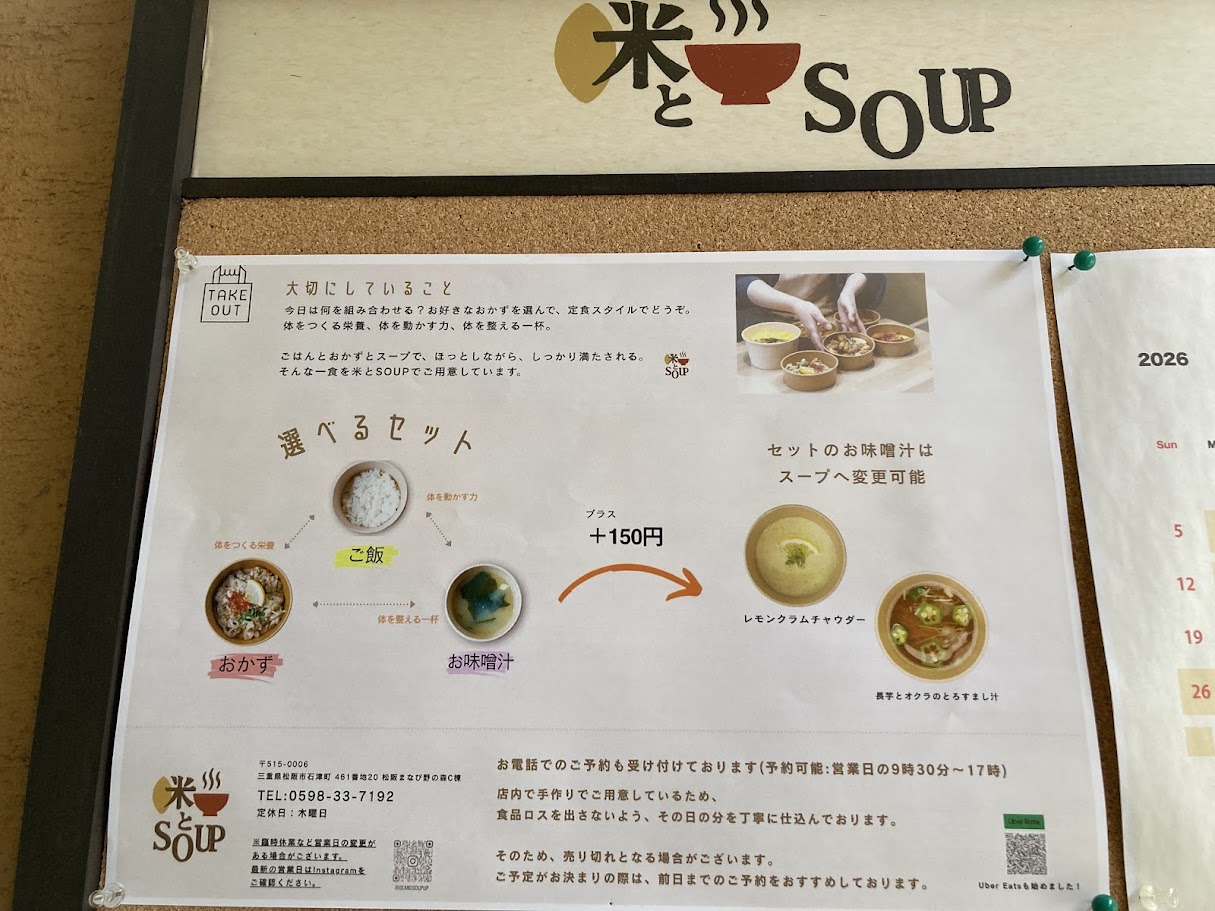 米と SOUP
TAKE
OUT
大切にしていること
今日は何を組み合わせる？お好きなおかずを選んで、定食スタイルでどうぞ。
体をつくる栄養、体を動かす力、体を整える一杯。
ごはんとおかずとスープで、ほっとしながら、しっかり満たされる。
そんな一食を米とSOUPでご用意しています。
米と
SOUP
選べるセット
体を動かす力
ご飯
体をつくる栄養
体を整える一杯
おかず
お味噌汁
プラス
＋150円
セットのお味噌汁は
スープへ変更可能
レモンクラムチャウダー
長芋とオクラのとろすまし汁
米と
SOUP
〒515-0006
三重県松阪市石津町 461番地20 松阪まなび野の森C棟
TEL:0598-33-7192
定休日：木曜日
※臨時休業など営業日の変更が
ある場合がございます。
最新の営業日はInstagramを
ご確認ください。
お電話でのご予約も受け付けております(予約可能:営業日の9時30分〜17時)
店内で手作りでご用意しているため、
食品ロスを出さないよう、その日の分を丁寧に仕込んでおります。
そのため、売り切れとなる場合がございます。
ご予定がお決まりの際は、前日までのご予約をおすすめしております。
Uber Eats
Uber Eatsも始めました！
2026
Sun
5
12
19
26